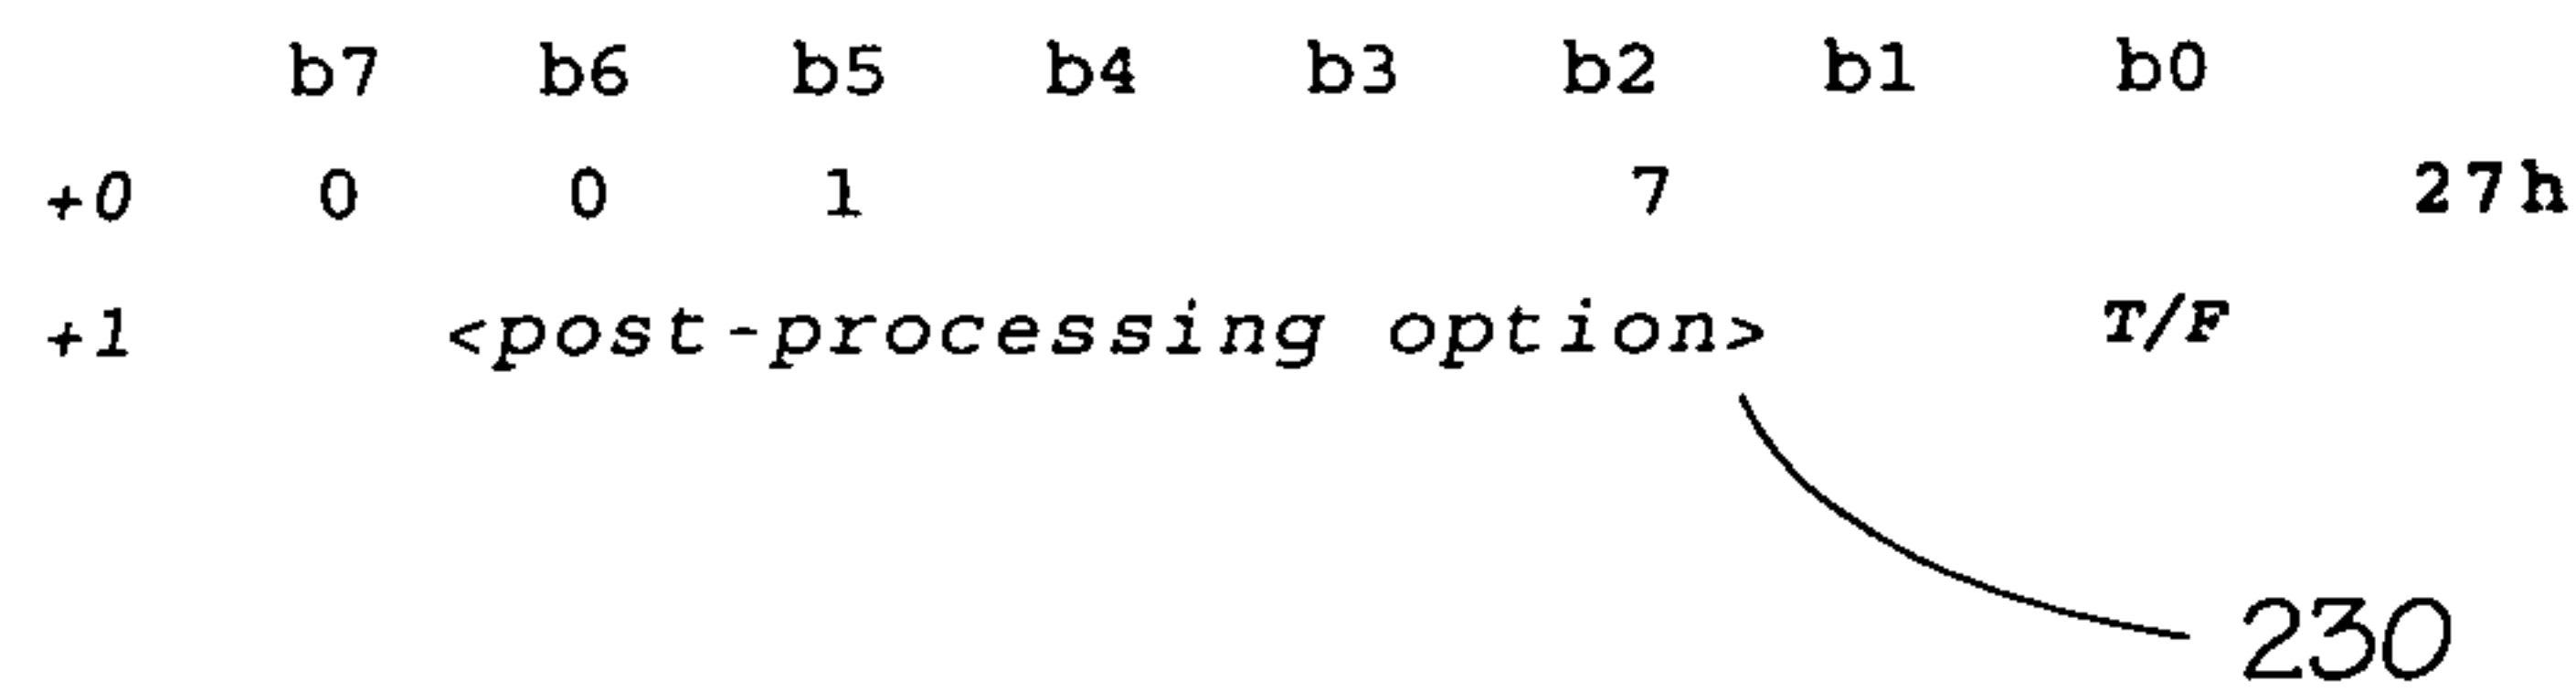 b7 b6 b5 b4 b3 b2 b1 b0
+0 0 0 1 7 27h
+1 <post-processing option> T/F
230